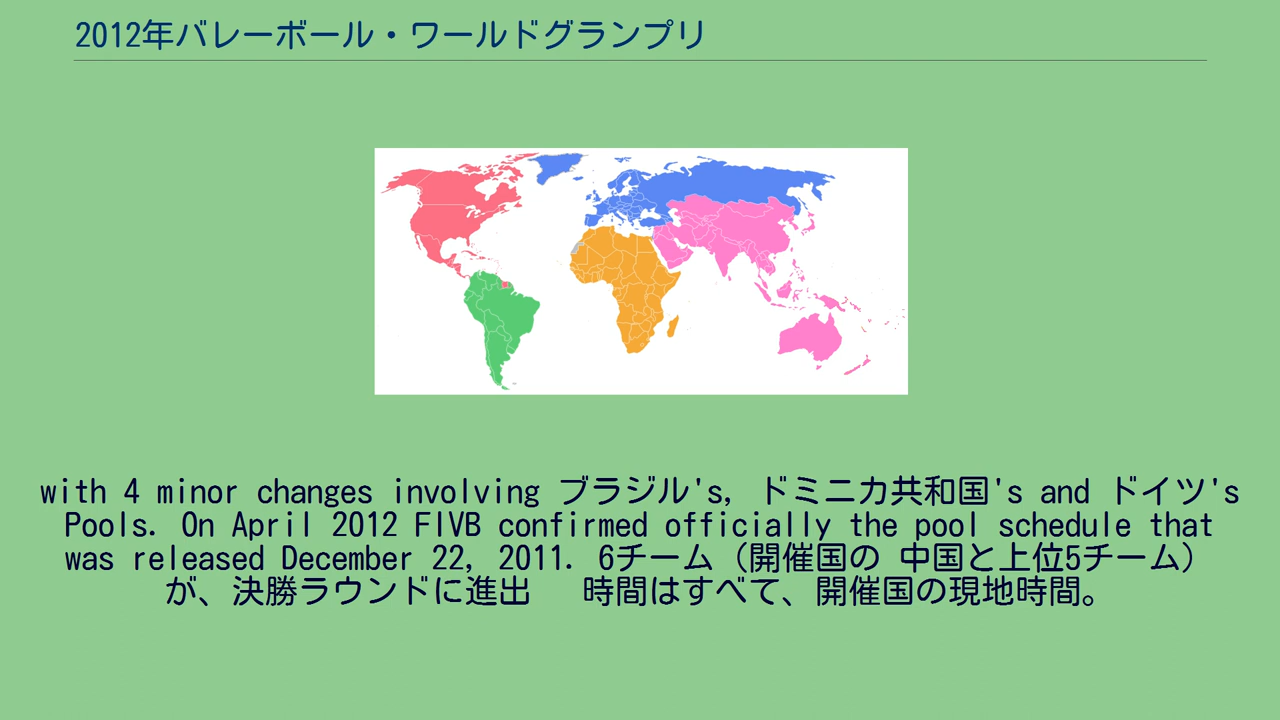 2012年バレーボール・ワールドグランプリ
with 4 minor changes involving ブラジル's, ドミニカ共和国's and ドイツ's
Pools. On April 2012 FIVB confirmed officially the pool schedule that
was released December 22, 2011. 6チーム（開催国の 中国と上位5チーム）
が、決勝ラウンドに進出　 時間はすべて、開催国の現地時間。